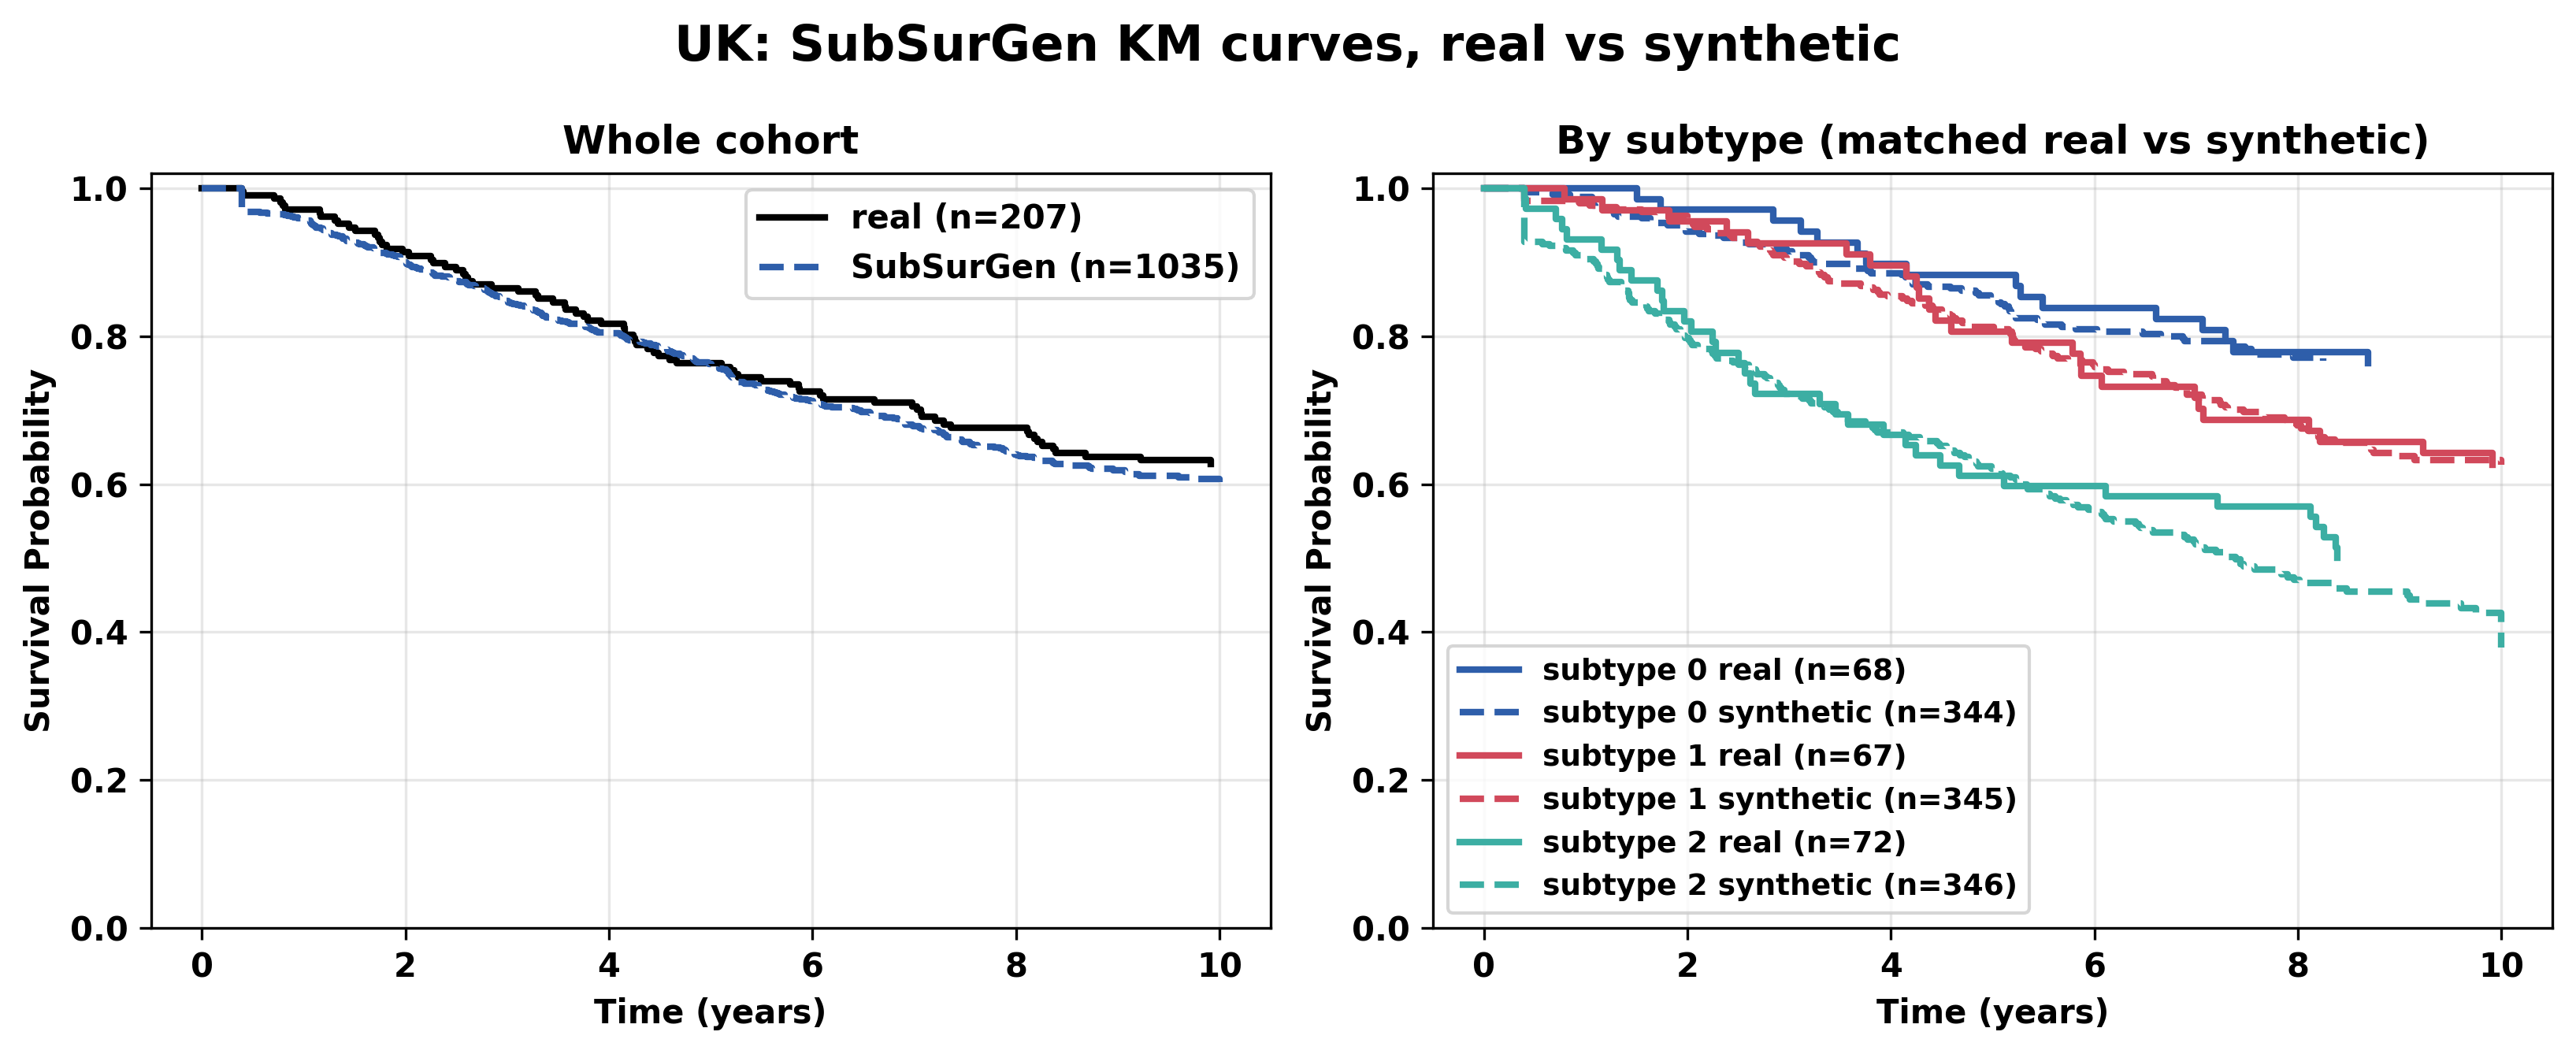 UK: SubSurGen KM curves, real vs synthetic
Whole cohort
Survival Probability
1.0
0.8
0.6
0.4
0.2
0.0
real (n=207)
SubSurGen (n=1035)
0 2 4 6 8 10
Time (years)
By subtype (matched real vs synthetic)
Survival Probability
1.0
0.8
0.6
0.4
0.2
0.0
subtype 0 real (n=68)
subtype 0 synthetic (n=344)
subtype 1 real (n=67)
subtype 1 synthetic (n=345)
subtype 2 real (n=72)
subtype 2 synthetic (n=346)
0 2 4 6 8 10
Time (years)